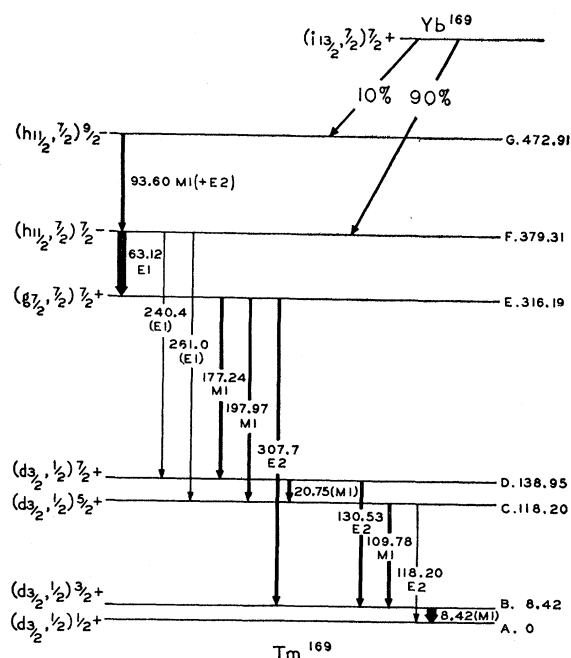 Yb169
(i13/2, 7/2) 7/2+
10% 90%
(h11/2, 7/2) 9/2-
G. 472.91
93.60 M1(+E2)
(h11/2, 7/2) 7/2-
F. 379.31
63.12
E1
(g7/2, 7/2) 7/2+
E. 316.19
240.4
(E1)
261.0
(E1)
177.24
M1
197.97
M1
307.7
E2
(d3/2, 1/2) 7/2+
D. 138.95
20.75(M1)
(d3/2, 1/2) 5/2+
C. 118.20
130.53
E2
109.78
M1
118.20
E2
(d3/2, 1/2) 3/2+
B. 8.42
8.42(M1)
(d3/2, 1/2) 1/2+
A. 0
Tm169